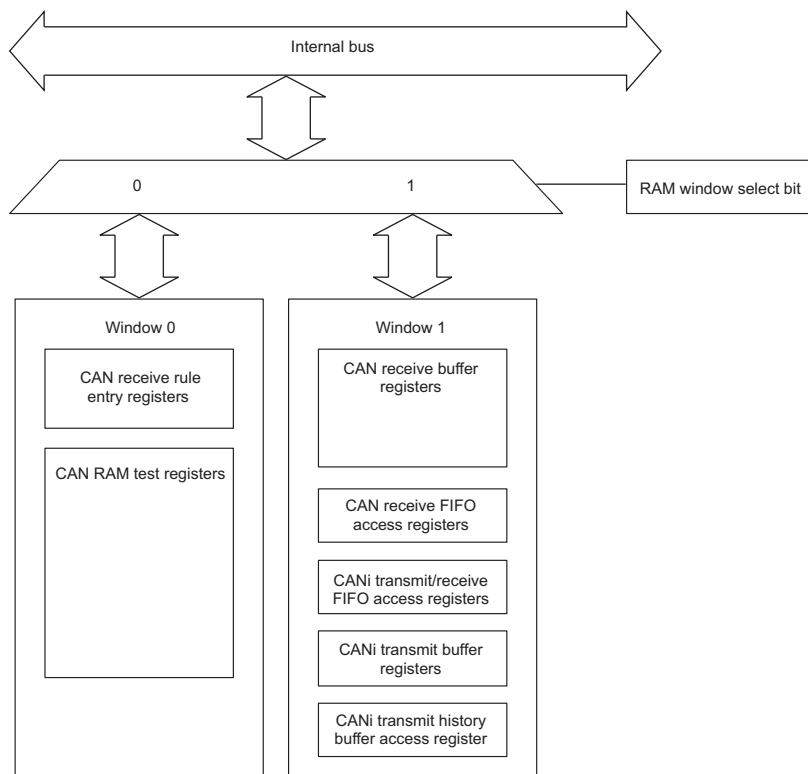 Internal bus
0
1
RAM window select bit
Window 0
CAN receive rule
entry registers
CAN RAM test registers
Window 1
CAN receive buffer
registers
CAN receive FIFO
access registers
CANi transmit/receive
FIFO access registers
CANi transmit buffer
registers
CANi transmit history
buffer access register